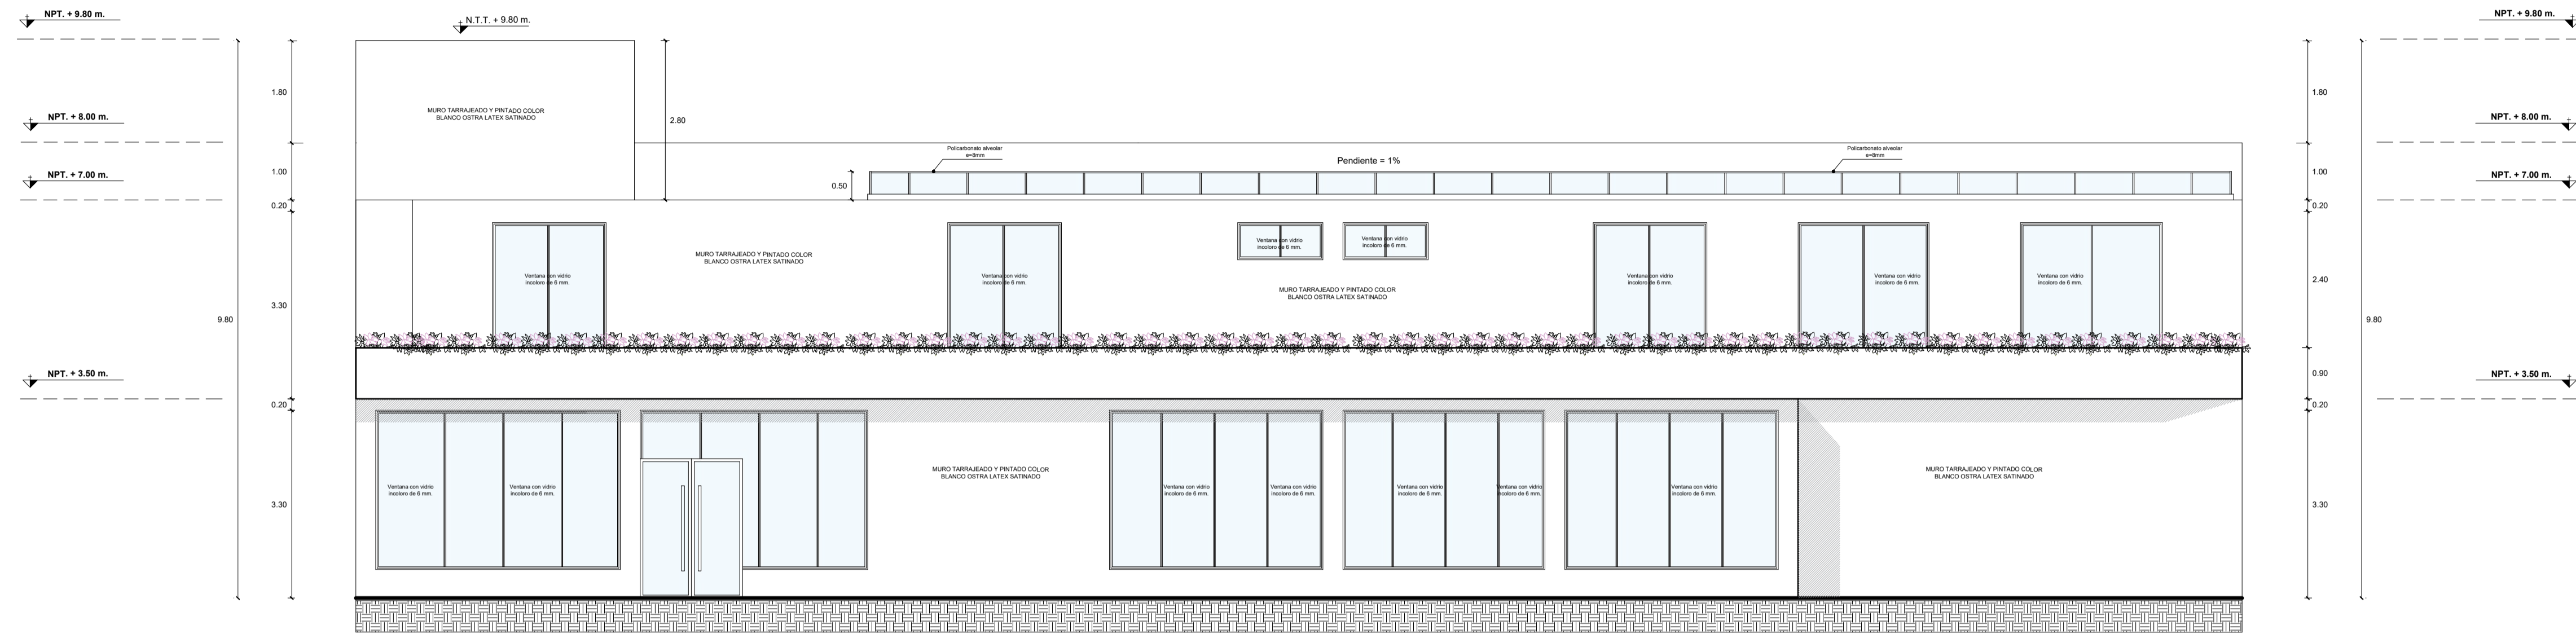 NPT. + 9.80 m.
N.T.T. + 9.80 m.
NPT. + 9.80 m.
1.80
MURO TARRAJEADO Y PINTADO COLOR
BLANCO OSTRA LATEX SATINADO
2.80
1.80
NPT. + 8.00 m.
NPT. + 8.00 m.
Policarbonato alveolar
e=8mm
Pendiente = 1%
Policarbonato alveolar
e=8mm
NPT. + 7.00 m.
1.00
0.50
1.00
NPT. + 7.00 m.
0.20
0.20
MURO TARRAJEADO Y PINTADO COLOR
BLANCO OSTRA LATEX SATINADO
Ventana con vidrio
incoloro de 6 mm.
Ventana con vidrio
incoloro de 6 mm.
Ventana con vidrio
incoloro de 6 mm.
Ventana con vidrio
incoloro de 6 mm.
Ventana con vidrio
incoloro de 6 mm.
Ventana con vidrio
incoloro de 6 mm.
Ventana con vidrio
incoloro de 6 mm.
MURO TARRAJEADO Y PINTADO COLOR
BLANCO OSTRA LATEX SATINADO
2.40
3.30
9.80
9.80
NPT. + 3.50 m.
0.90
NPT. + 3.50 m.
0.20
0.20
MURO TARRAJEADO Y PINTADO COLOR
BLANCO OSTRA LATEX SATINADO
MURO TARRAJEADO Y PINTADO COLOR
BLANCO OSTRA LATEX SATINADO
Ventana con vidrio
incoloro de 6 mm.
Ventana con vidrio
incoloro de 6 mm.
Ventana con vidrio
incoloro de 6 mm.
Ventana con vidrio
incoloro de 6 mm.
Ventana con vidrio
incoloro de 6 mm.
Ventana con vidrio
incoloro de 6 mm.
Ventana con vidrio
incoloro de 6 mm.
3.30
3.30